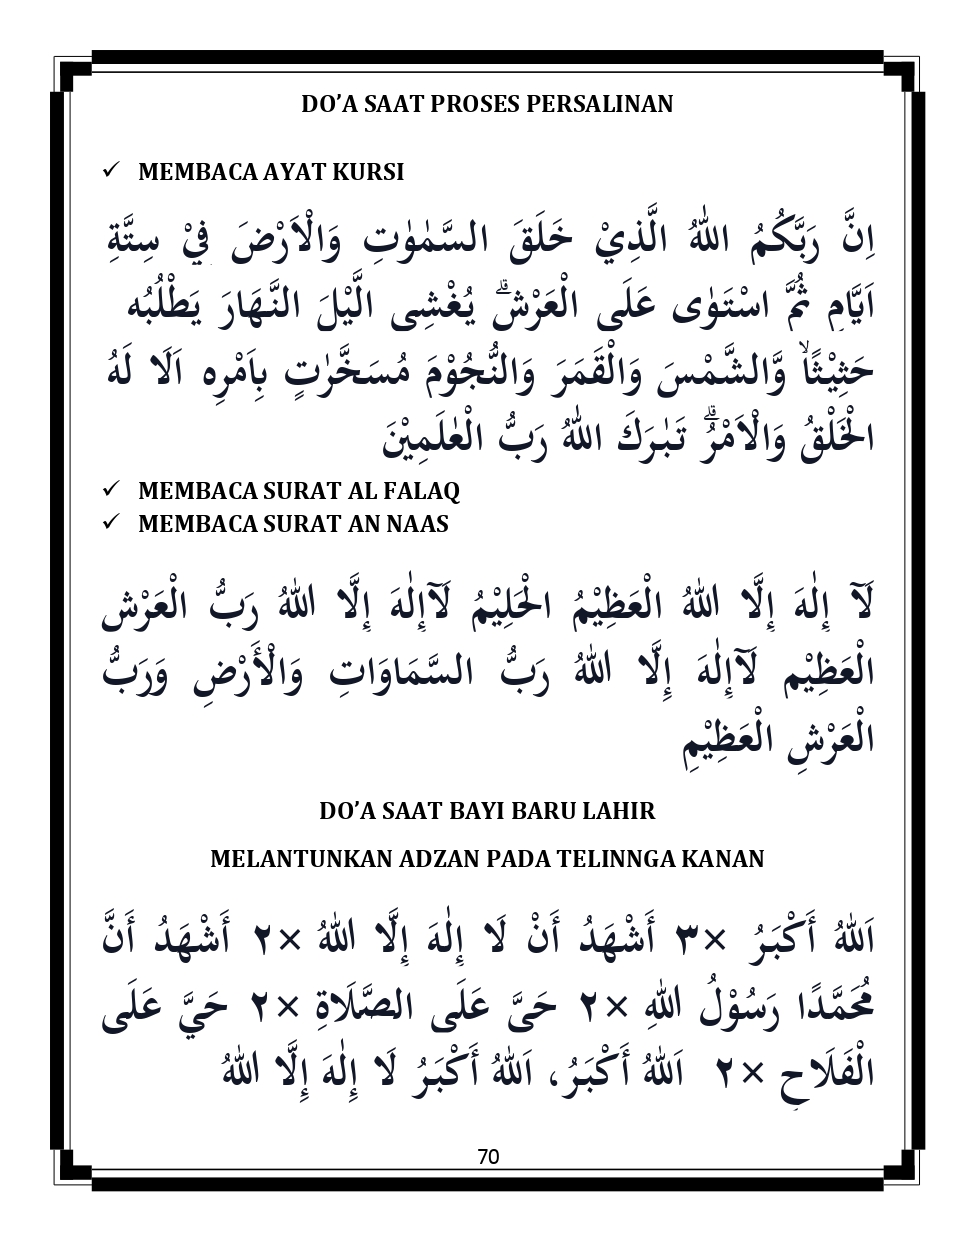 DO’A SAAT PROSES PERSALINAN
✓ MEMBACA AYAT KURSI
اِنَّ رَبَّكُمُ اللّٰهُ الَّذِيْ خَلَقَ السَّمٰوٰتِ وَالْاَرْضَ فِيْ سِتَّةِ
اَيَّامٍ ثُمَّ اسْتَوٰى عَلَى الْعَرْشِۗ يُغْشِى الَّيْلَ النَّهَارَ يَطْلُبُه
حَثِيْثًاۙ وَّالشَّمْسَ وَالْقَمَرَ وَالنُّجُوْمَ مُسَخَّرٰتٍ بِاَمْرِه اَلَا لَهُ
الْخَلْقُ وَالْاَمْرُۗ تَبٰرَكَ اللّٰهُ رَبُّ الْعٰلَمِيْنَ
✓ MEMBACA SURAT AL FALAQ
✓ MEMBACA SURAT AN NAAS
لَآ إِلٰهَ إِلَّا اللّٰهُ الْعَظِيْمُ الْحَلِيْمُ لَآإِلٰهَ إِلَّا اللّٰهُ رَبُّ الْعَرْش
الْعَظِيْم لَآإِلٰهَ إِلَّا اللّٰهُ رَبُّ السَّمَاوَاتِ وَالْأَرْضِ وَرَبُّ
الْعَرْشِ الْعَظِيْمِ
DO’A SAAT BAYI BARU LAHIR
MELANTUNKAN ADZAN PADA TELINNGA KANAN
اَللّٰهُ أَكْبَرُ ×٣ أَشْهَدُ أَنْ لَا إِلٰهَ إِلَّا اللّٰهُ ×٢ أَشْهَدُ أَنَّ
مُحَمَّدًا رَسُوْلُ اللّٰهِ ×٢ حَيَّ عَلَى الصَّلَاةِ ×٢ حَيَّ عَلَى
الْفَلَاحِ ×٢ اَللّٰهُ أَكْبَرُ، اَللّٰهُ أَكْبَرُ لَا إِلٰهَ إِلَّا اللّٰهُ
70